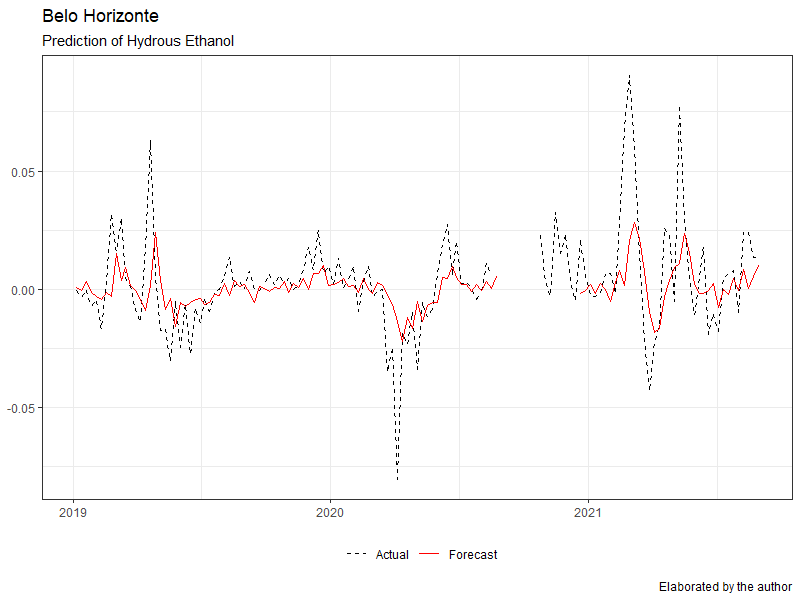 Belo Horizonte
Prediction of Hydrous Ethanol
0.05
0.00
-0.05
2019 2020 2021
Actual Forecast
Elaborated by the author